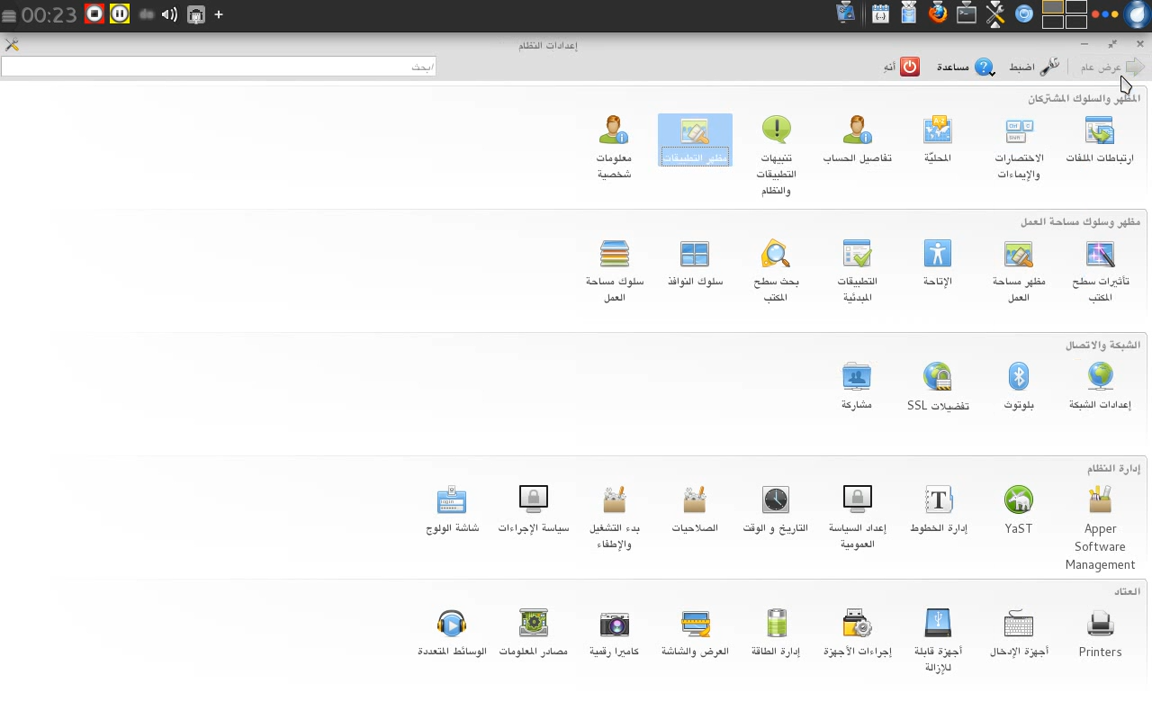 00:23
إعدادات النظام
عرض عام
اضبط
مساعدة
أنهِ
ابحث
المظهر والسلوك المشتركان
ارتباطات الملفات
الاختصارات
والإيماءات
المحليّة
تفاصيل الحساب
تنبيهات
التطبيقات
والنظام
مظهر التطبيقات
معلومات
شخصية
مظهر وسلوك مساحة العمل
تأثيرات سطح
المكتب
مظهر مساحة
العمل
الإتاحة
التطبيقات
المبدئية
بحث سطح
المكتب
سلوك النوافذ
سلوك مساحة
العمل
الشبكة والاتصال
إعدادات الشبكة
بلوتوث
تفضيلات SSL
مشاركة
إدارة النظام
Apper
Software
Management
YaST
إدارة الخطوط
إعداد السياسة
العمومية
التاريخ و الوقت
الصلاحيات
بدء التشغيل
والإطفاء
سياسة الإجراءات
شاشة الولوج
العتاد
Printers
أجهزة الإدخال
أجهزة قابلة
للإزالة
إجراءات الأجهزة
إدارة الطاقة
العرض والشاشة
كاميرا رقمية
مصادر المعلومات
الوسائط المتعددة